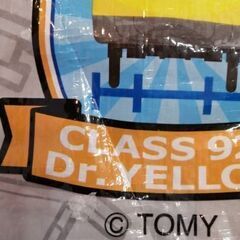 CLASS 92
Dr. YELLO
© TOMY